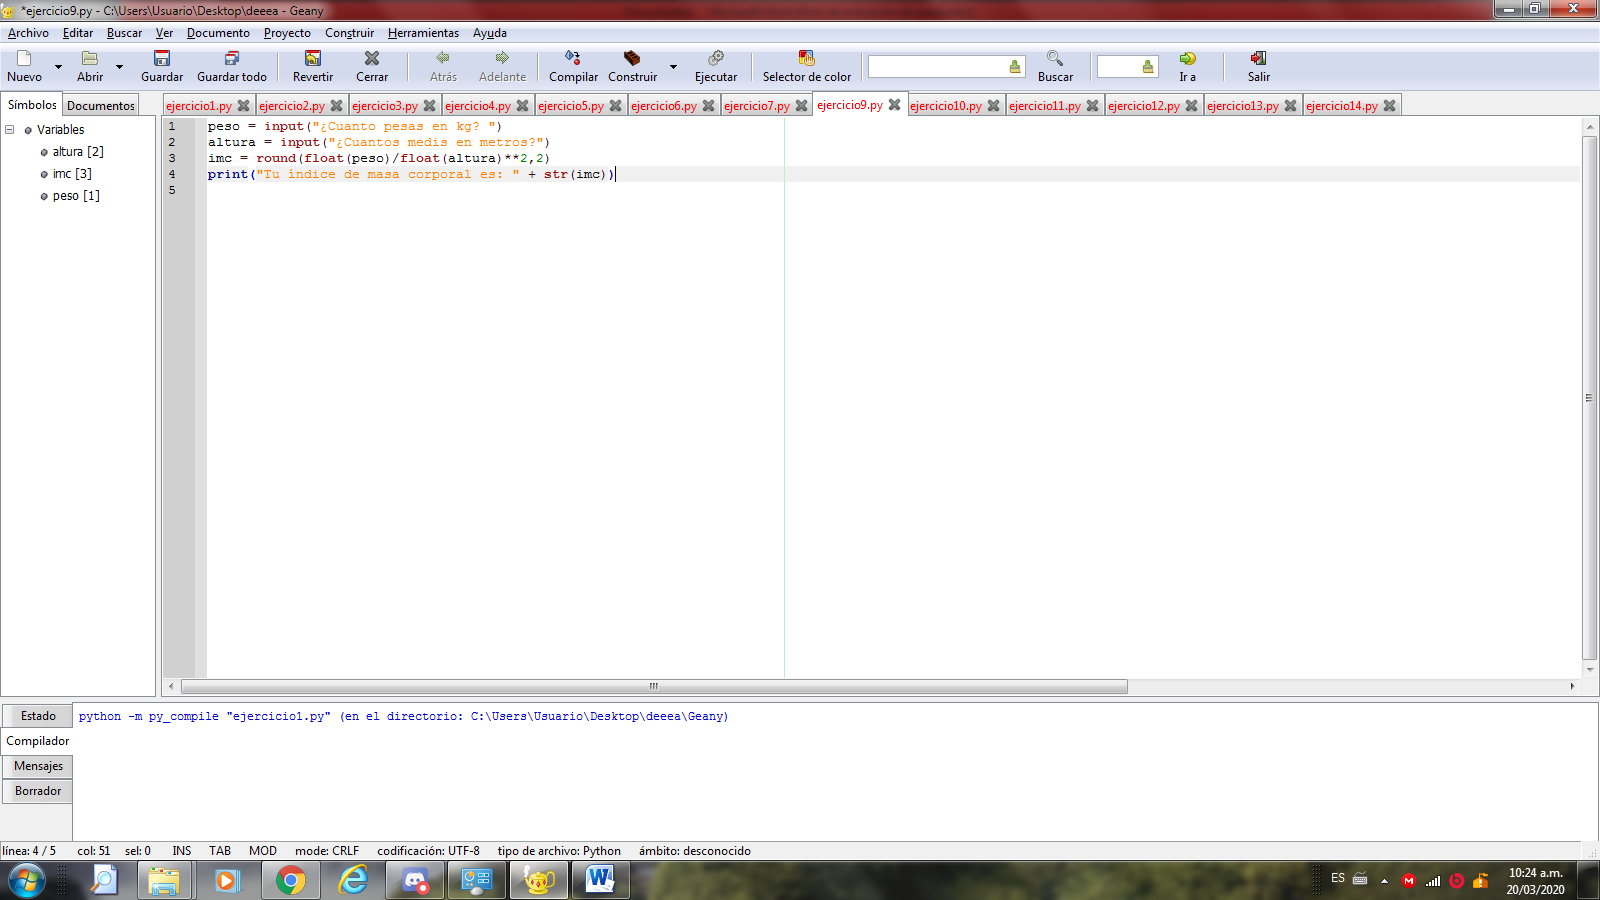 *ejercicio9.py - C:\Users\Usuario\Desktop\deeea - Geany
Archivo Editar Buscar Ver Documento Proyecto Construir Herramientas Ayuda
Nuevo Abrir Guardar Guardar todo Revertir Cerrar Atrás Adelante Compilar Construir Ejecutar Selector de color Buscar Ir a Salir
Símbolos Documentos ejercicio1.py ejercicio2.py ejercicio3.py ejercicio4.py ejercicio5.py ejercicio6.py ejercicio7.py ejercicio9.py ejercicio10.py ejercicio11.py ejercicio12.py ejercicio13.py ejercicio14.py
Variables
altura [2]
imc [3]
peso [1]
1 peso = input("¿Cuanto pesas en kg? ")
2 altura = input("¿Cuantos medis en metros?")
3 imc = round(float(peso)/float(altura)**2,2)
4 print("Tu índice de masa corporal es: " + str(imc))
5
Estado
Compilador
Mensajes
Borrador
python -m py_compile "ejercicio1.py" (en el directorio: C:\Users\Usuario\Desktop\deeea\Geany)
línea: 4 / 5 col: 51 sel: 0 INS TAB MOD mode: CRLF codificación: UTF-8 tipo de archivo: Python ámbito: desconocido
ES
10:24 a.m.
20/03/2020